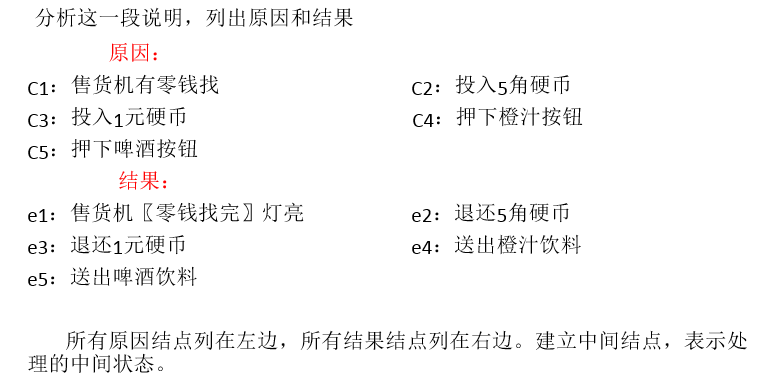 分析这一段说明，列出原因和结果
原因：
C1：售货机有零钱找 C2：投入5角硬币
C3：投入1元硬币 C4：押下橙汁按钮
C5：押下啤酒按钮
结果：
e1：售货机〖零钱找完〗灯亮 e2：退还5角硬币
e3：退还1元硬币 e4：送出橙汁饮料
e5：送出啤酒饮料
所有原因结点列在左边，所有结果结点列在右边。建立中间结点，表示处
理的中间状态。